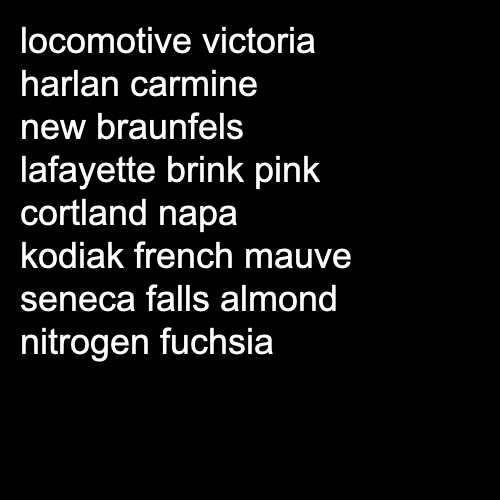 locomotive victoria
harlan carmine
new braunfels
lafayette brink pink
cortland napa
kodiak french mauve
seneca falls almond
nitrogen fuchsia